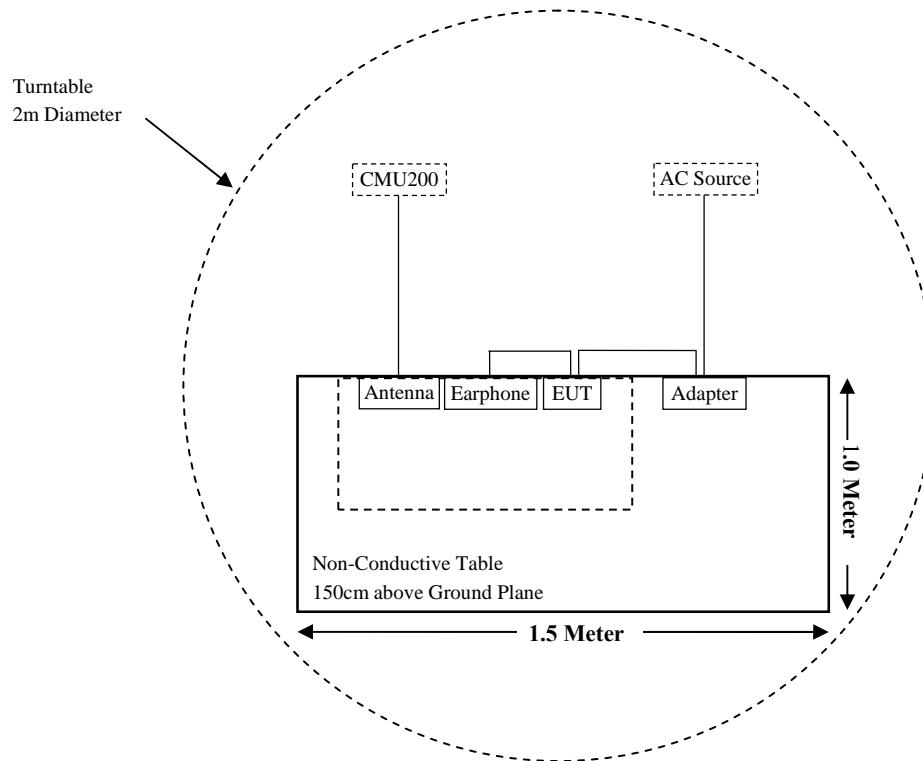 Turntable
2m Diameter
CMU200
AC Source
Antenna
Earphone
EUT
Adapter
1.0 Meter
Non-Conductive Table
150cm above Ground Plane
1.5 Meter